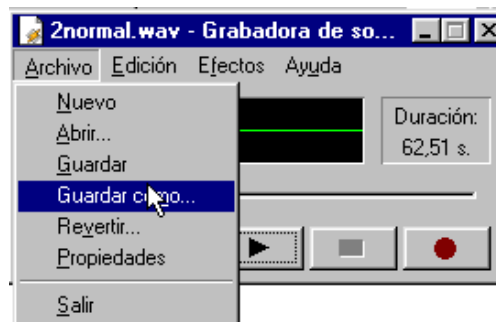 2normal.wav - Grabadora de so...
Archivo Edición Efectos Ayuda
Nuevo
Abrir...
Guardar
Guardar como...
Revertir...
Propiedades
Salir
Duración:
62,51 s.